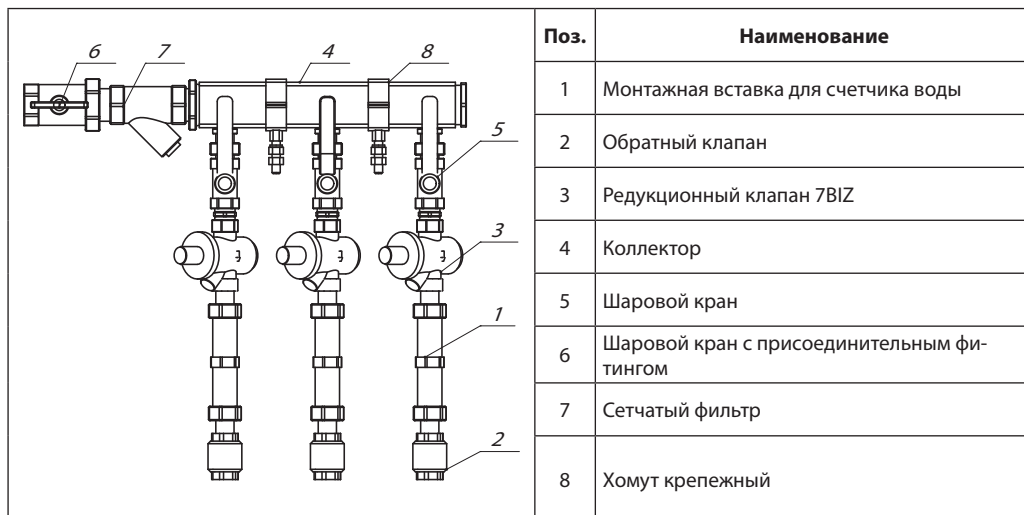 6
7
4
8
5
3
1
2
Поз. Наименование
1 Монтажная вставка для счетчика воды
2 Обратный клапан
3 Редукционный клапан 7BIZ
4 Коллектор
5 Шаровой кран
6 Шаровой кран с присоединительным фи-
тингом
7 Сетчатый фильтр
8 Хомут крепежный